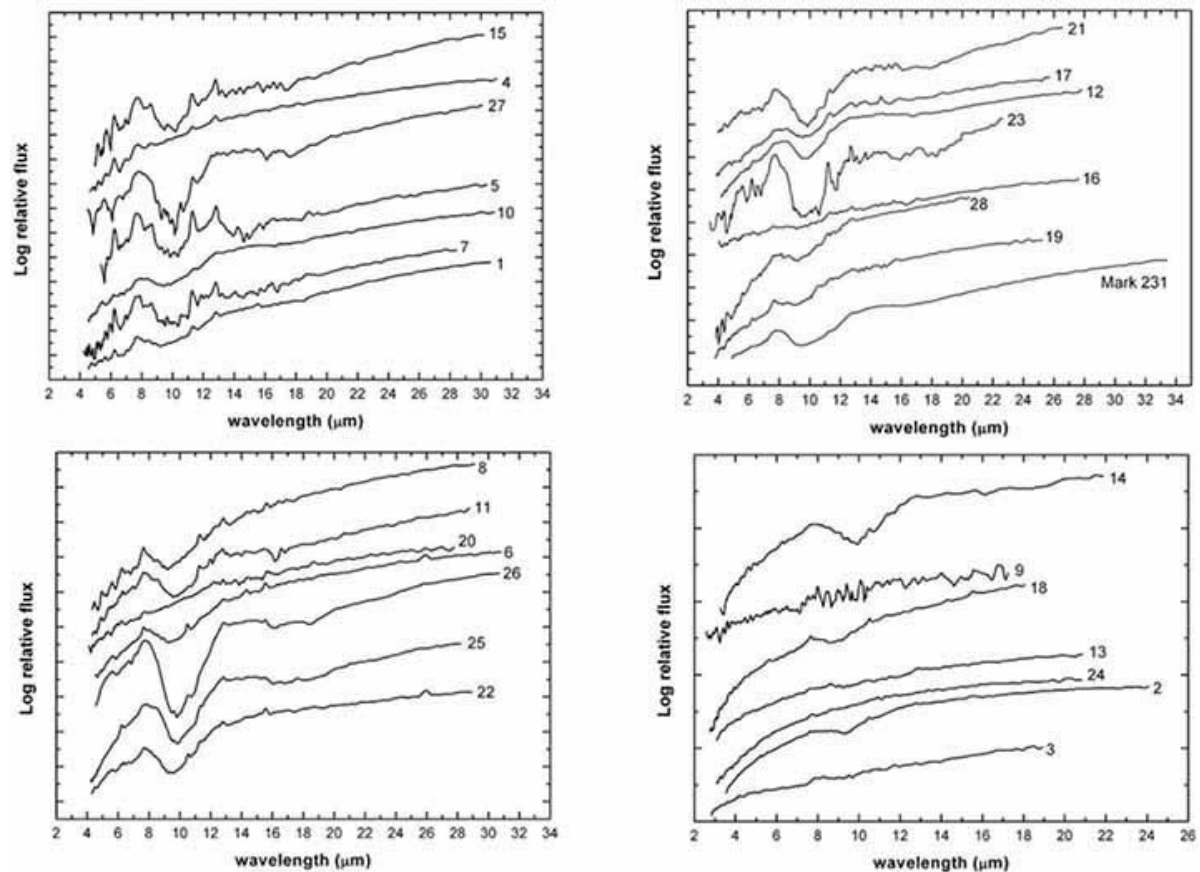 Log relative flux
15
4
27
5
10
7
1
2 4 6 8 10 12 14 16 18 20 22 24 26 28 30 32 34
wavelength (μm)
Log relative flux
21
17
12
23
16
28
19
Mark 231
2 4 6 8 10 12 14 16 18 20 22 24 26 28 30 32 34
wavelength (μm)
Log relative flux
8
11
20
6
26
25
22
2 4 6 8 10 12 14 16 18 20 22 24 26 28 30 32 34
wavelength (μm)
Log relative flux
14
9
18
13
24
2
3
2 4 6 8 10 12 14 16 18 20 22 24 26
wavelength (μm)